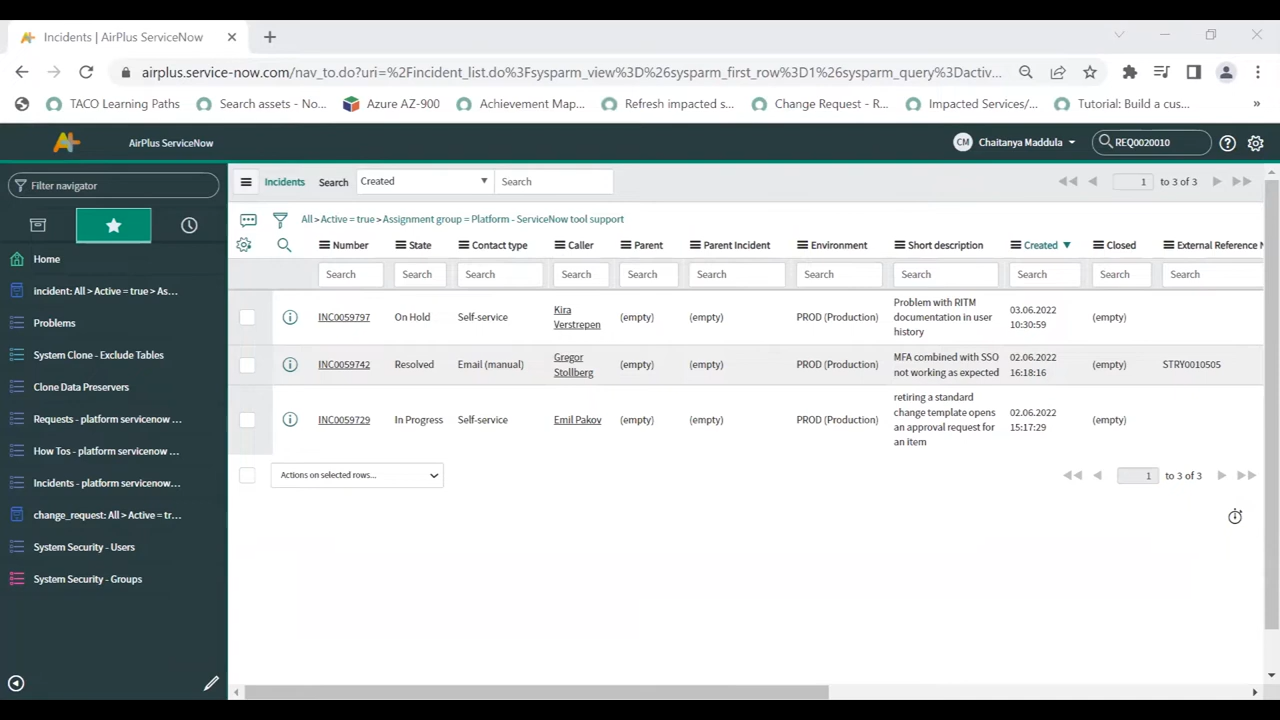 Incidents | AirPlus ServiceNow
airplus.service-now.com/nav_to.do?uri=%2Fincident_list.do%3Fsysparm_view%3D%26sysparm_first_row%3D1%26sysparm_query%3Dactiv...
TACO Learning Paths
Search assets - No...
Azure AZ-900
Achievement Map...
Refresh impacted s...
Change Request - R...
Impacted Services/...
Tutorial: Build a cus...
»
A+
AirPlus ServiceNow
CM Chaitanya Maddula
REQ0020010
Filter navigator
Home
incident: All > Active = true > As...
Problems
System Clone - Exclude Tables
Clone Data Preservers
Requests - platform servicenow ...
How Tos - platform servicenow ...
Incidents - platform servicenow...
change_request: All > Active = tr...
System Security - Users
System Security - Groups
Incidents Search Created Search
1 to 3 of 3
All > Active = true > Assignment group = Platform - ServiceNow tool support
Number State Contact type Caller Parent Parent Incident Environment Short description Created Closed External Reference N
Search Search Search Search Search Search Search Search Search Search Search
INC0059797 On Hold Self-service Kira
Verstrepen (empty) (empty) PROD (Production) Problem with RITM
documentation in user
history 03.06.2022
10:30:59 (empty)
INC0059742 Resolved Email (manual) Gregor
Stollberg (empty) (empty) PROD (Production) MFA combined with SSO
not working as expected 02.06.2022
16:18:16 (empty) STRY0010505
INC0059729 In Progress Self-service Emil Pakov (empty) (empty) PROD (Production) retiring a standard
change template opens
an approval request for
an item 02.06.2022
15:17:29 (empty)
Actions on selected rows...
1 to 3 of 3